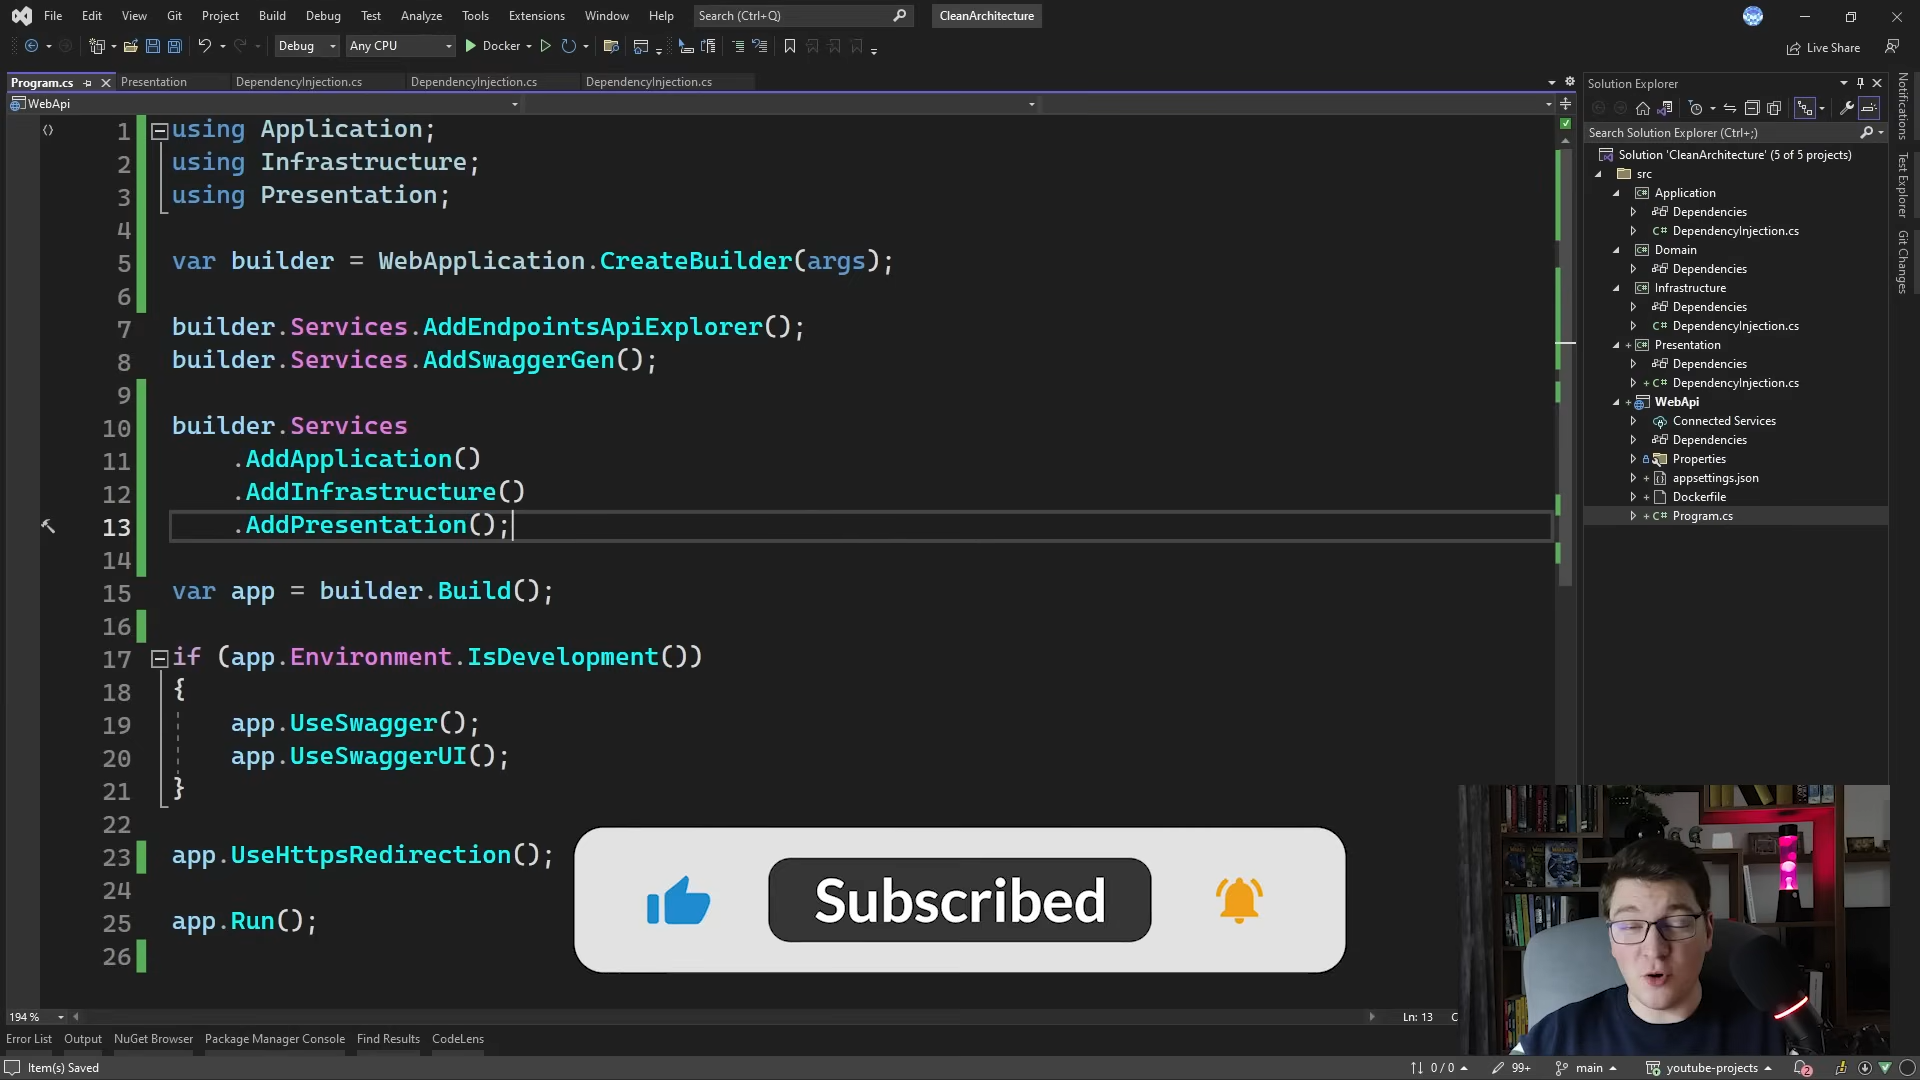 File Edit View Git Project Build Debug Test Analyze Tools Extensions Window Help Search (Ctrl+Q) CleanArchitecture
Debug Any CPU Docker Live Share
Program.cs Presentation DependencyInjection.cs DependencyInjection.cs DependencyInjection.cs
WebApi
1 using Application;
2 using Infrastructure;
3 using Presentation;
4
5 var builder = WebApplication.CreateBuilder(args);
6
7 builder.Services.AddEndpointsApiExplorer();
8 builder.Services.AddSwaggerGen();
9
10 builder.Services
11 .AddApplication()
12 .AddInfrastructure()
13 .AddPresentation();
14
15 var app = builder.Build();
16
17 if (app.Environment.IsDevelopment())
18 {
19 app.UseSwagger();
20 app.UseSwaggerUI();
21 }
22
23 app.UseHttpsRedirection();
24
25 app.Run();
26
Subscribed
Solution Explorer
Search Solution Explorer (Ctrl+;)
Solution 'CleanArchitecture' (5 of 5 projects)
src
Application
Dependencies
DependencyInjection.cs
Domain
Dependencies
Infrastructure
Dependencies
DependencyInjection.cs
Presentation
Dependencies
DependencyInjection.cs
WebApi
Connected Services
Dependencies
Properties
appsettings.json
Dockerfile
Program.cs
Notifications
Test Explorer
Git Changes
194 % Ln: 13 C
Error List Output NuGet Browser Package Manager Console Find Results CodeLens
Item(s) Saved 0 / 0 99+ main youtube-projects 2